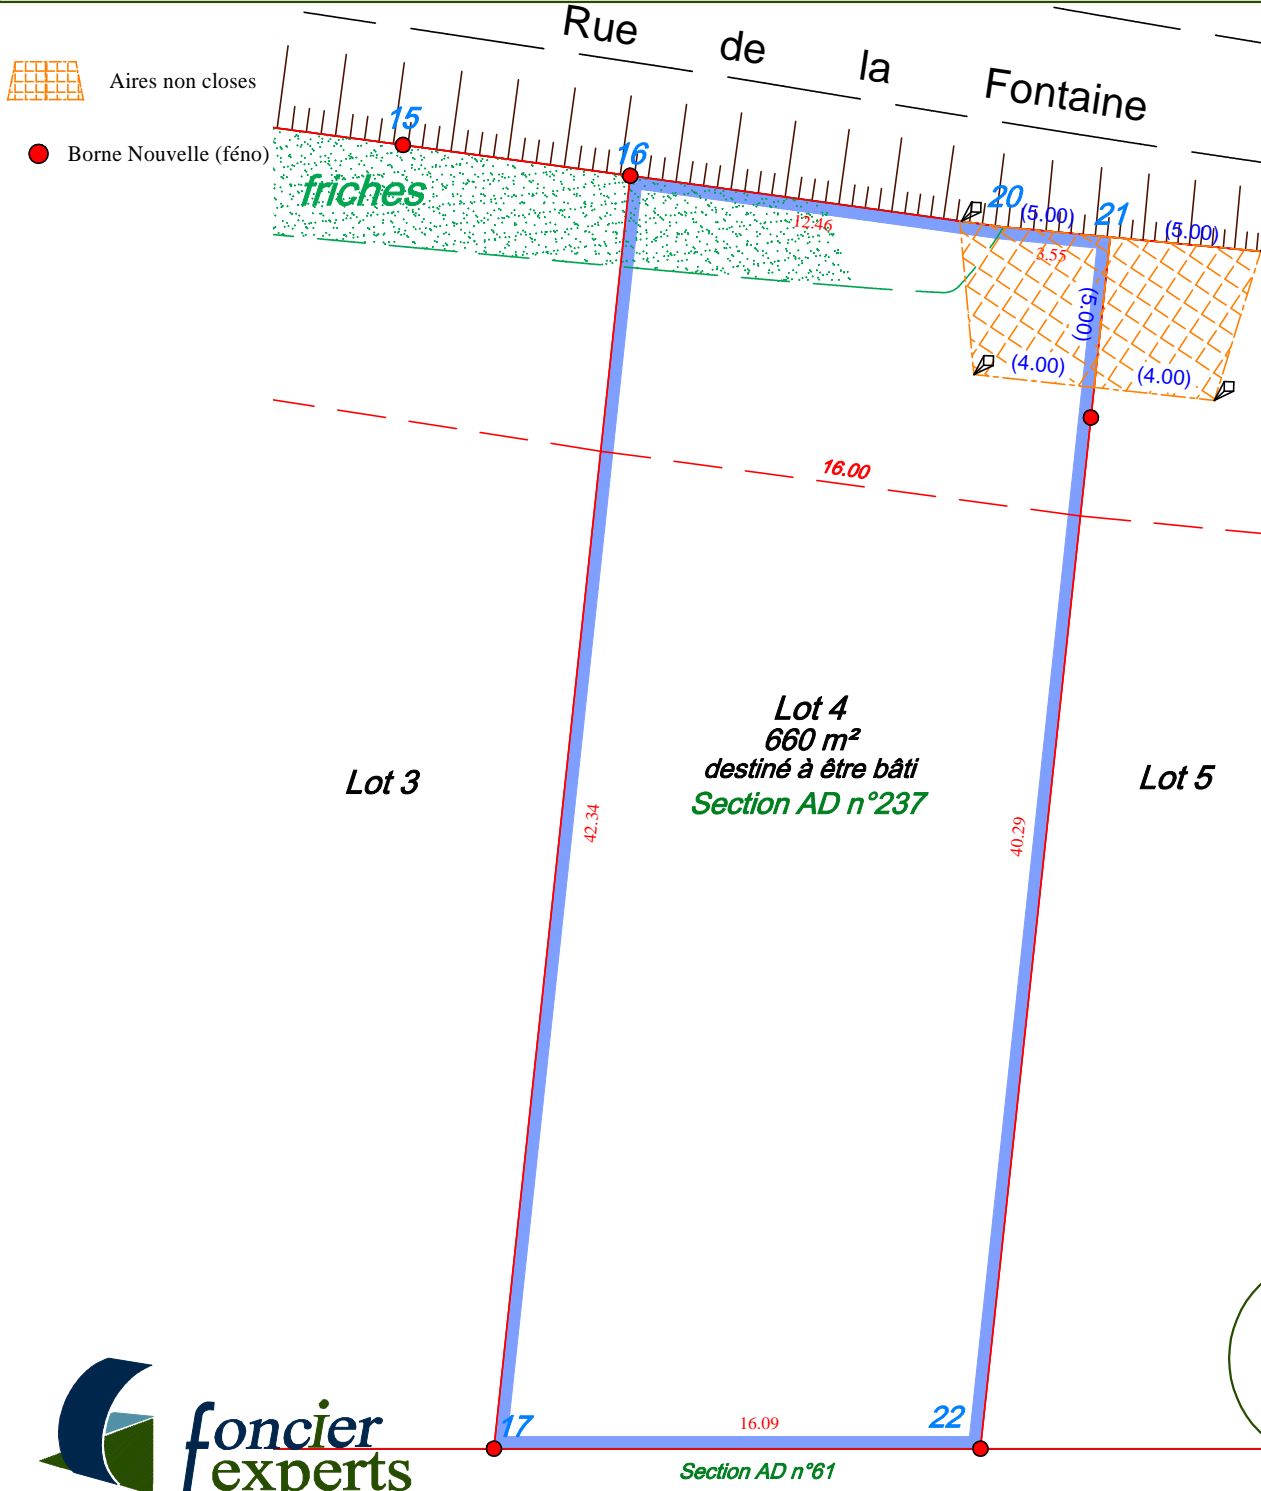 Rue de la Fontaine
Aires non closes
Borne Nouvelle (féno)
15
16
friches
12.46
20
(5.00)
21
(5.00)
3.55
(5.00)
(4.00)
(4.00)
16.00
Lot 4
660 m²
destiné à être bâti
Section AD n°237
Lot 3
Lot 5
42.34
40.29
17
16.09
22
Section AD n°61
foncier
experts